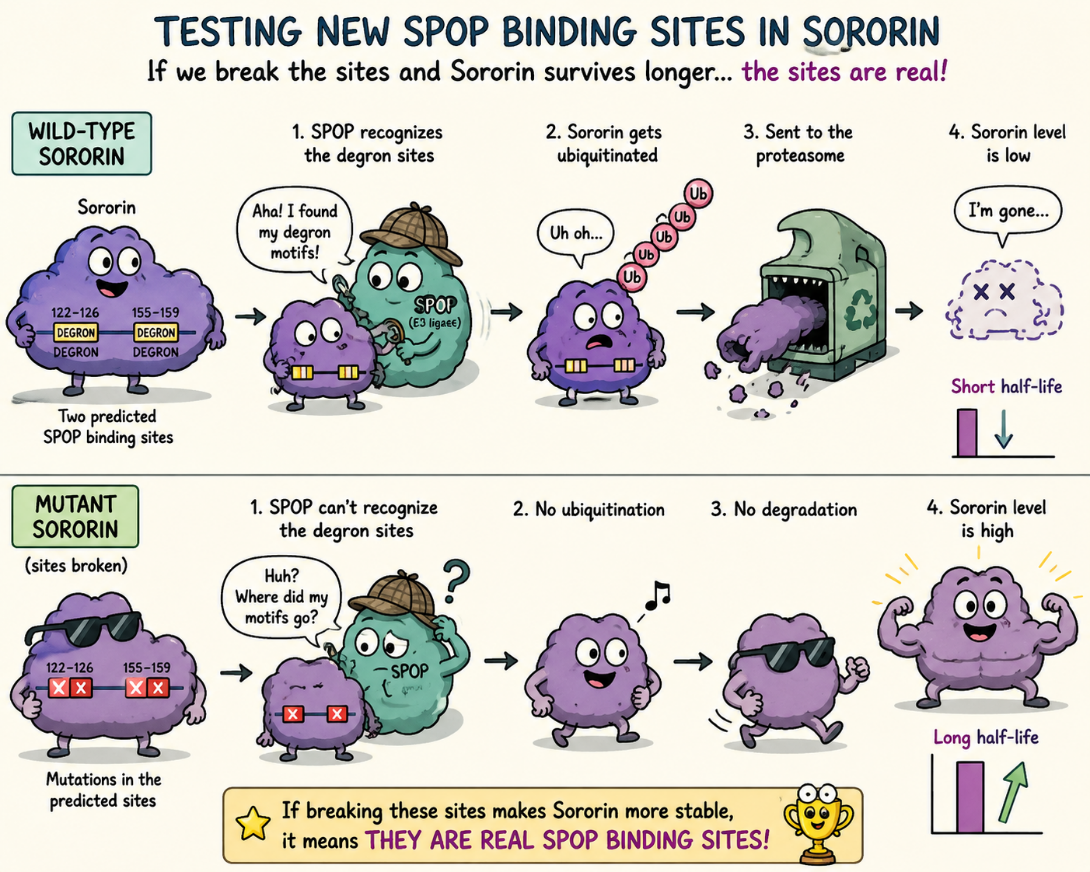 TESTING NEW SPOP BINDING SITES IN SORORIN
If we break the sites and Sororin survives longer... the sites are real!
WILD-TYPE
SORORIN
1. SPOP recognizes
the degron sites
2. Sororin gets
ubiquitinated
3. Sent to the
proteasome
4. Sororin level
is low
Sororin
122-126
155-159
DEGRON
DEGRON
DEGRON
DEGRON
Two predicted
SPOP binding sites
Aha! I found
my degron
motifs!
SPOP
Uh oh...
Ub
Ub
Ub
Ub
Ub
I'm gone...
Short half-life
MUTANT
SORORIN
(sites broken)
1. SPOP can't recognize
the degron sites
2. No ubiquitination
3. No degradation
4. Sororin level
is high
122-126
155-159
Mutations in the
predicted sites
Huh?
Where did my
motifs go?
?
SPOP
Long half-life
If breaking these sites makes Sororin more stable,
it means THEY ARE REAL SPOP BINDING SITES!